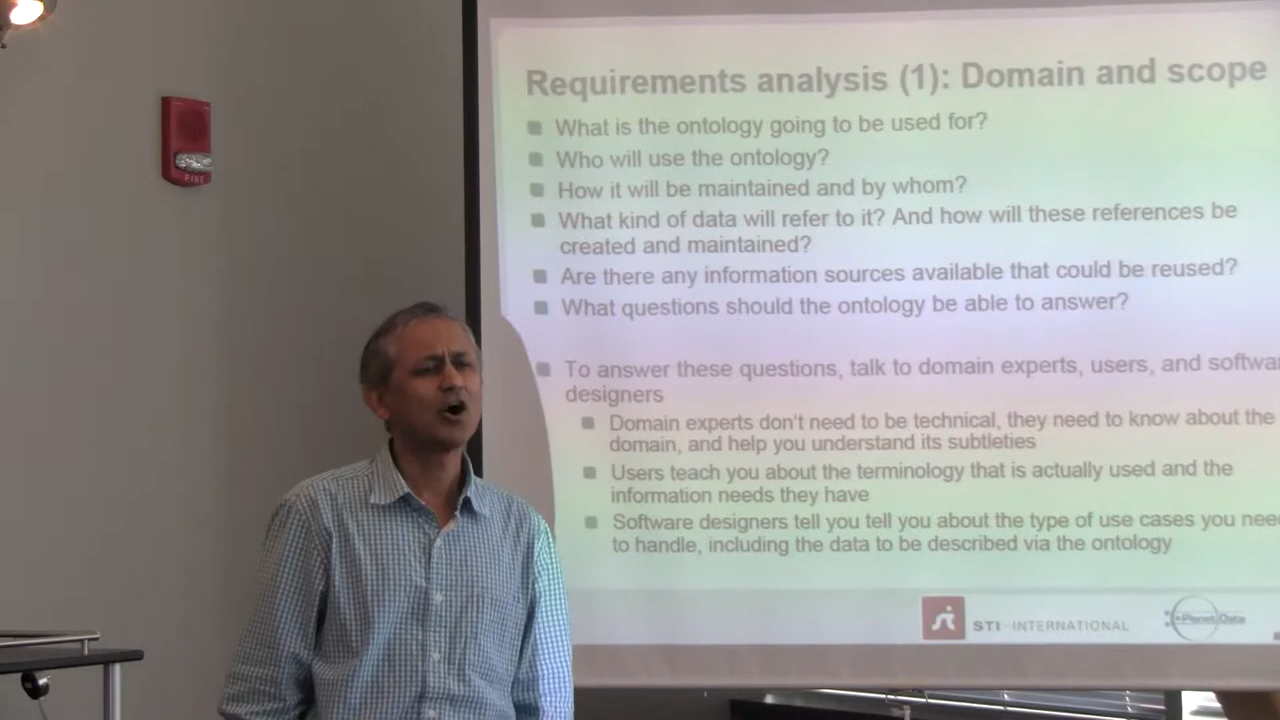 Requirements analysis (1): Domain and scope
What is the ontology going to be used for?
Who will use the ontology?
How it will be maintained and by whom?
What kind of data will refer to it? And how will these references be
created and maintained?
Are there any information sources available that could be reused?
What questions should the ontology be able to answer?
To answer these questions, talk to domain experts, users, and softwar
designers
Domain experts don't need to be technical, they need to know about the
domain, and help you understand its subtleties
Users teach you about the terminology that is actually used and the
information needs they have
Software designers tell you tell you about the type of use cases you nee
to handle, including the data to be described via the ontology
STI · INTERNATIONAL
PlanetData
FIRE